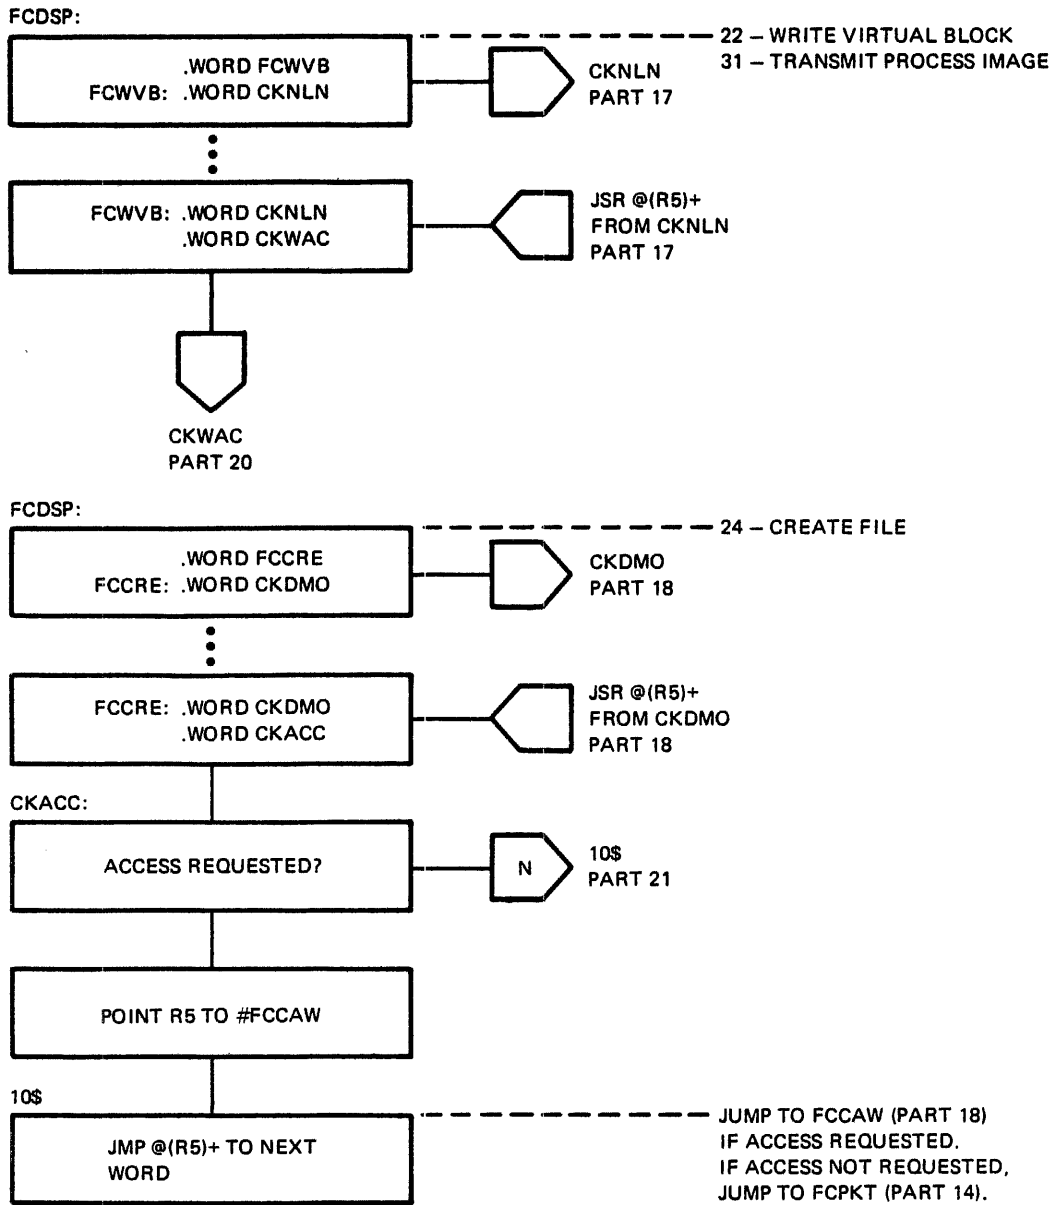 FCDSP:
.WORD FCWVB
FCWVB: .WORD CKNLN
CKNLN
PART 17
22 – WRITE VIRTUAL BLOCK
31 – TRANSMIT PROCESS IMAGE
FCWVB: .WORD CKNLN
.WORD CKWAC
JSR @(R5)+
FROM CKNLN
PART 17
CKWAC
PART 20
FCDSP:
24 – CREATE FILE
.WORD FCCRE
FCCRE: .WORD CKDMO
CKDMO
PART 18
FCCRE: .WORD CKDMO
.WORD CKACC
JSR @(R5)+
FROM CKDMO
PART 18
CKACC:
ACCESS REQUESTED?
N
10$
PART 21
POINT R5 TO #FCCAW
10$
JMP @(R5)+ TO NEXT
WORD
JUMP TO FCCAW (PART 18)
IF ACCESS REQUESTED.
IF ACCESS NOT REQUESTED,
JUMP TO FCPKT (PART 14).